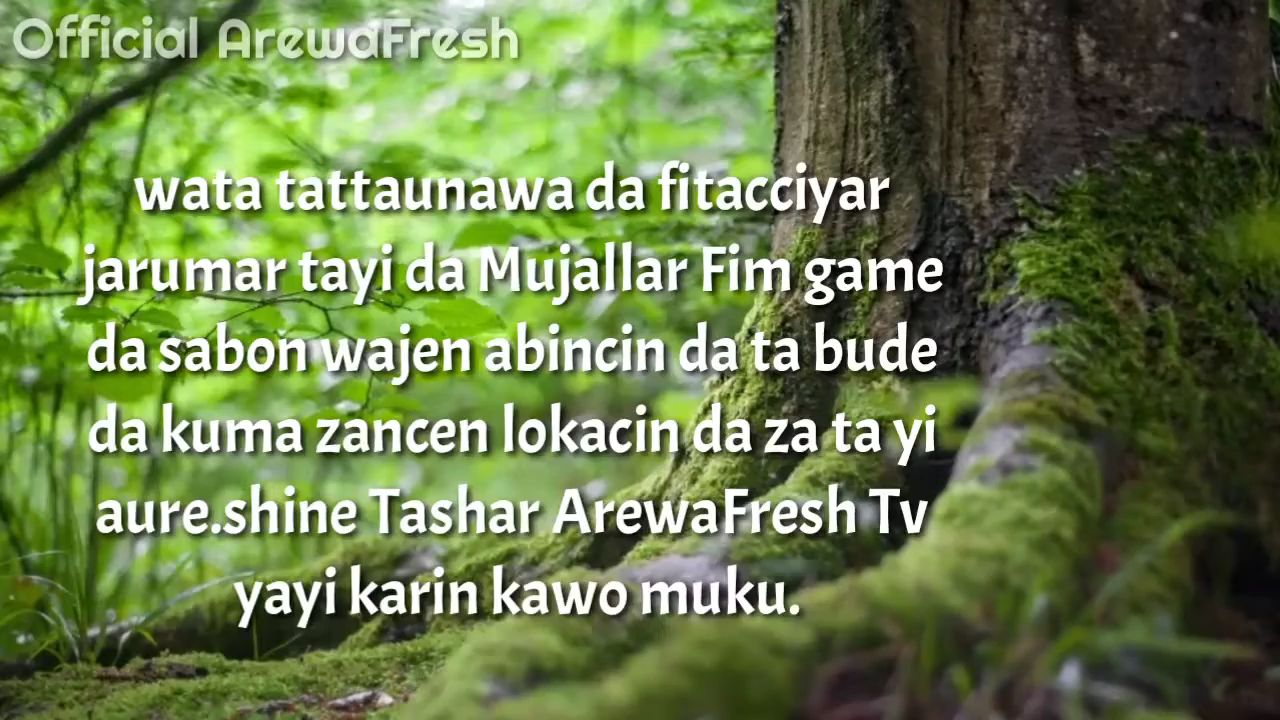 Official ArewaFresh
wata tattaunawa da fitacciyar
jarumar tayi da Mujallar Fim game
da sabon wajen abincin da ta bude
da kuma zancen lokacin da za ta yi
aure.shine Tashar ArewaFresh Tv
yayi karin kawo muku.